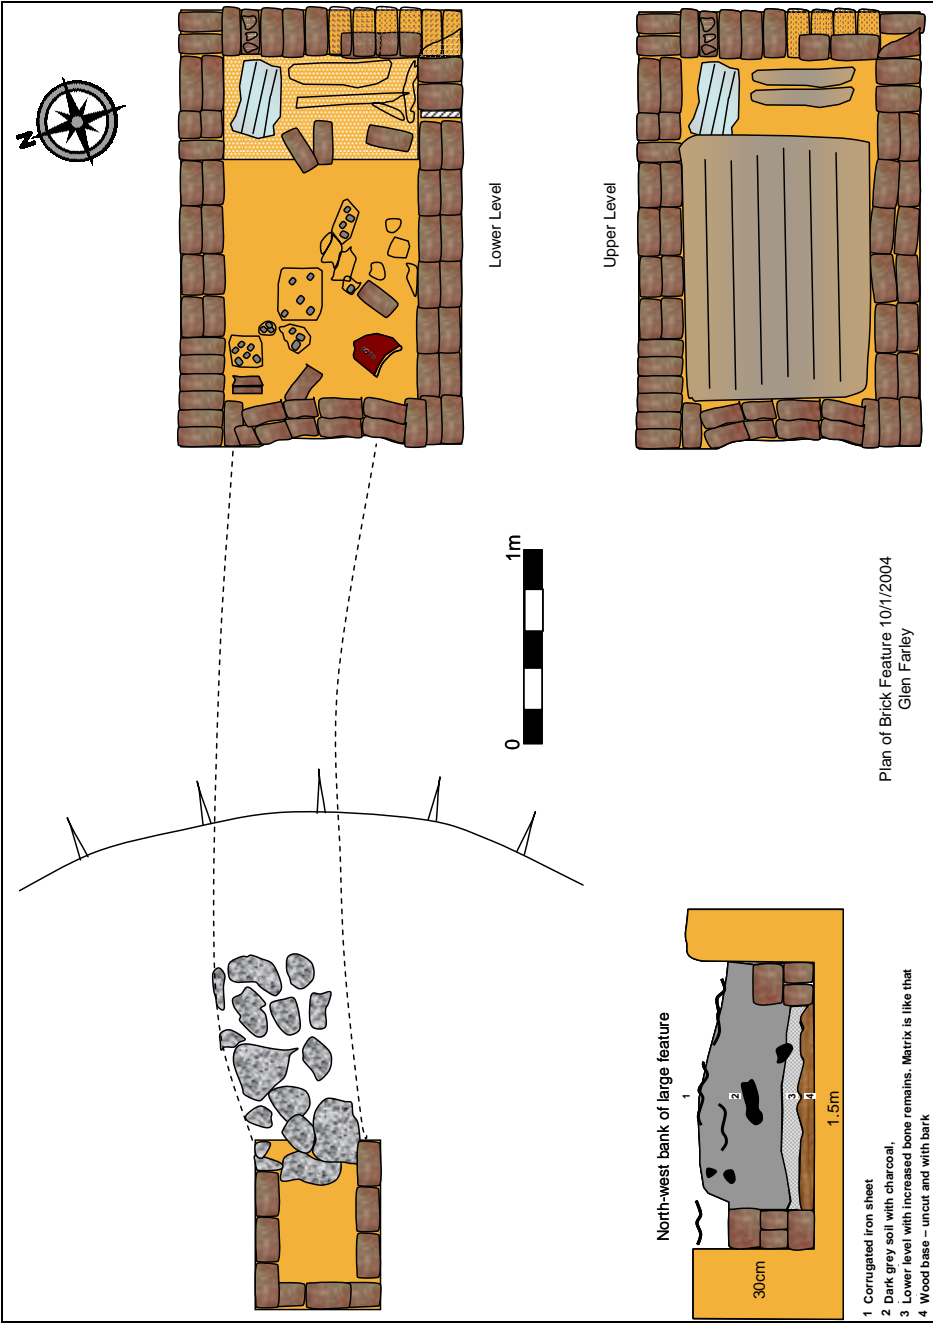 N
Lower Level
Upper Level
0
1m
Plan of Brick Feature 10/1/2004
Glen Farley
North-west bank of large feature
1
2
3
4
30cm
1.5m
1 Corrugated iron sheet
2 Dark grey soil with charcoal,
3 Lower level with increased bone remains. Matrix is like that
4 Wood base – uncut and with bark